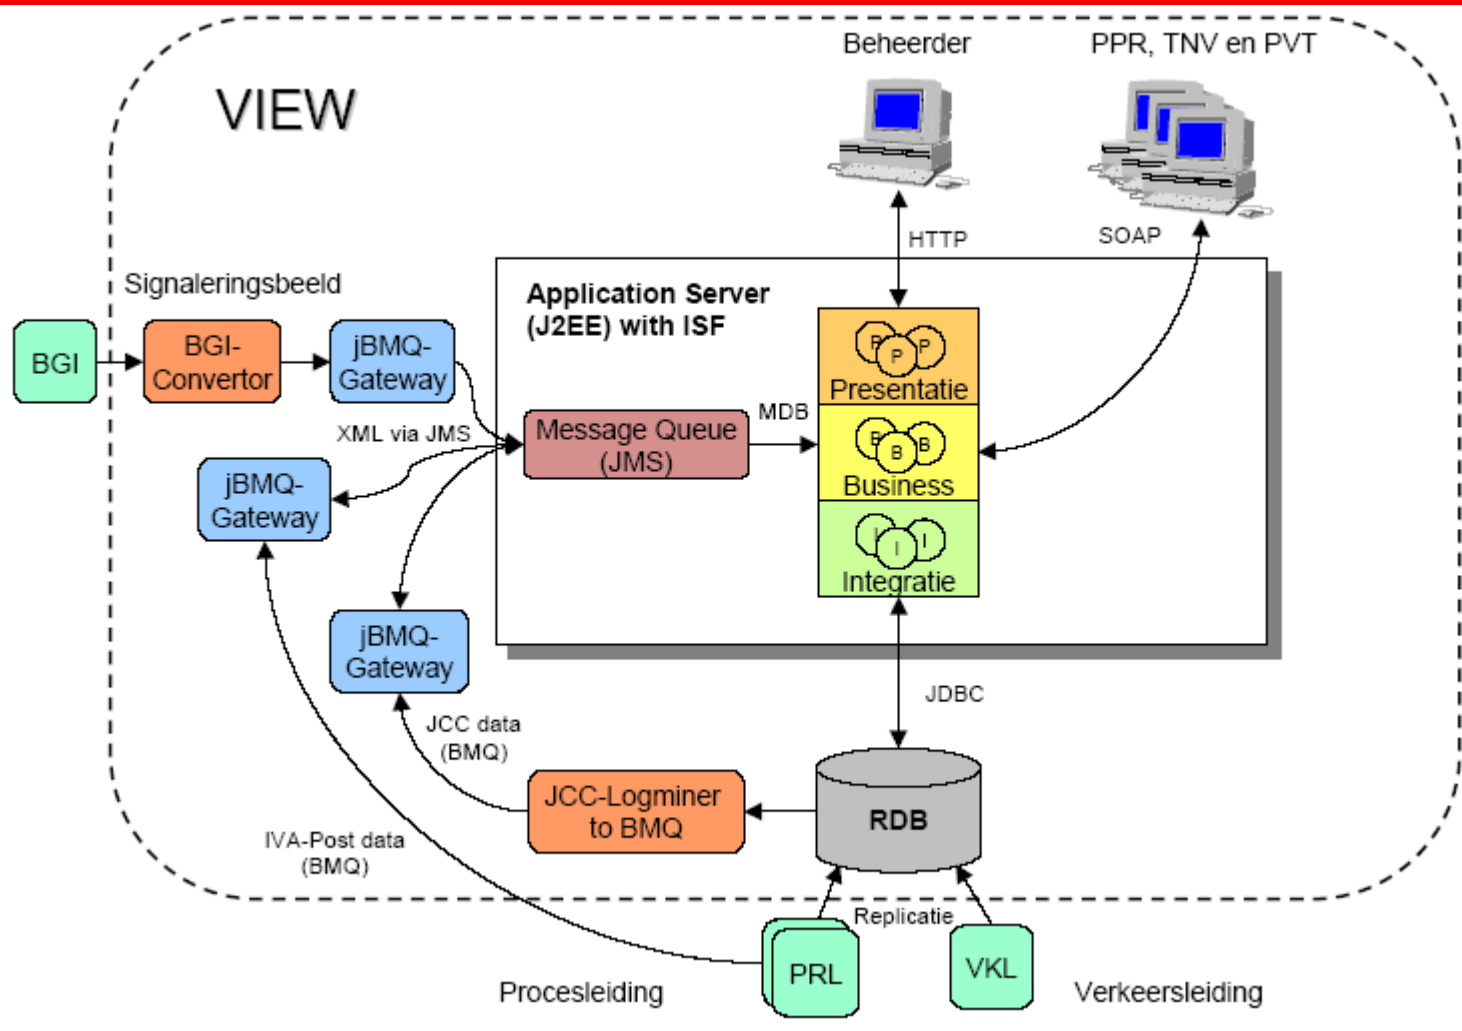 Beheerder
PPR, TNV en PVT
VIEW
HTTP
SOAP
Signaleringsbeeld
Application Server
(J2EE) with ISF
BGI
BGI-
Convertor
jBMQ-
Gateway
P P P
Presentatie
XML via JMS
Message Queue
(JMS)
MDB
B B B
Business
jBMQ-
Gateway
I I I
Integratie
jBMQ-
Gateway
JDBC
JCC data
(BMQ)
JCC-Logminer
to BMQ
RDB
IVA-Post data
(BMQ)
Replicatie
PRL
VKL
Procesleiding
Verkeersleiding